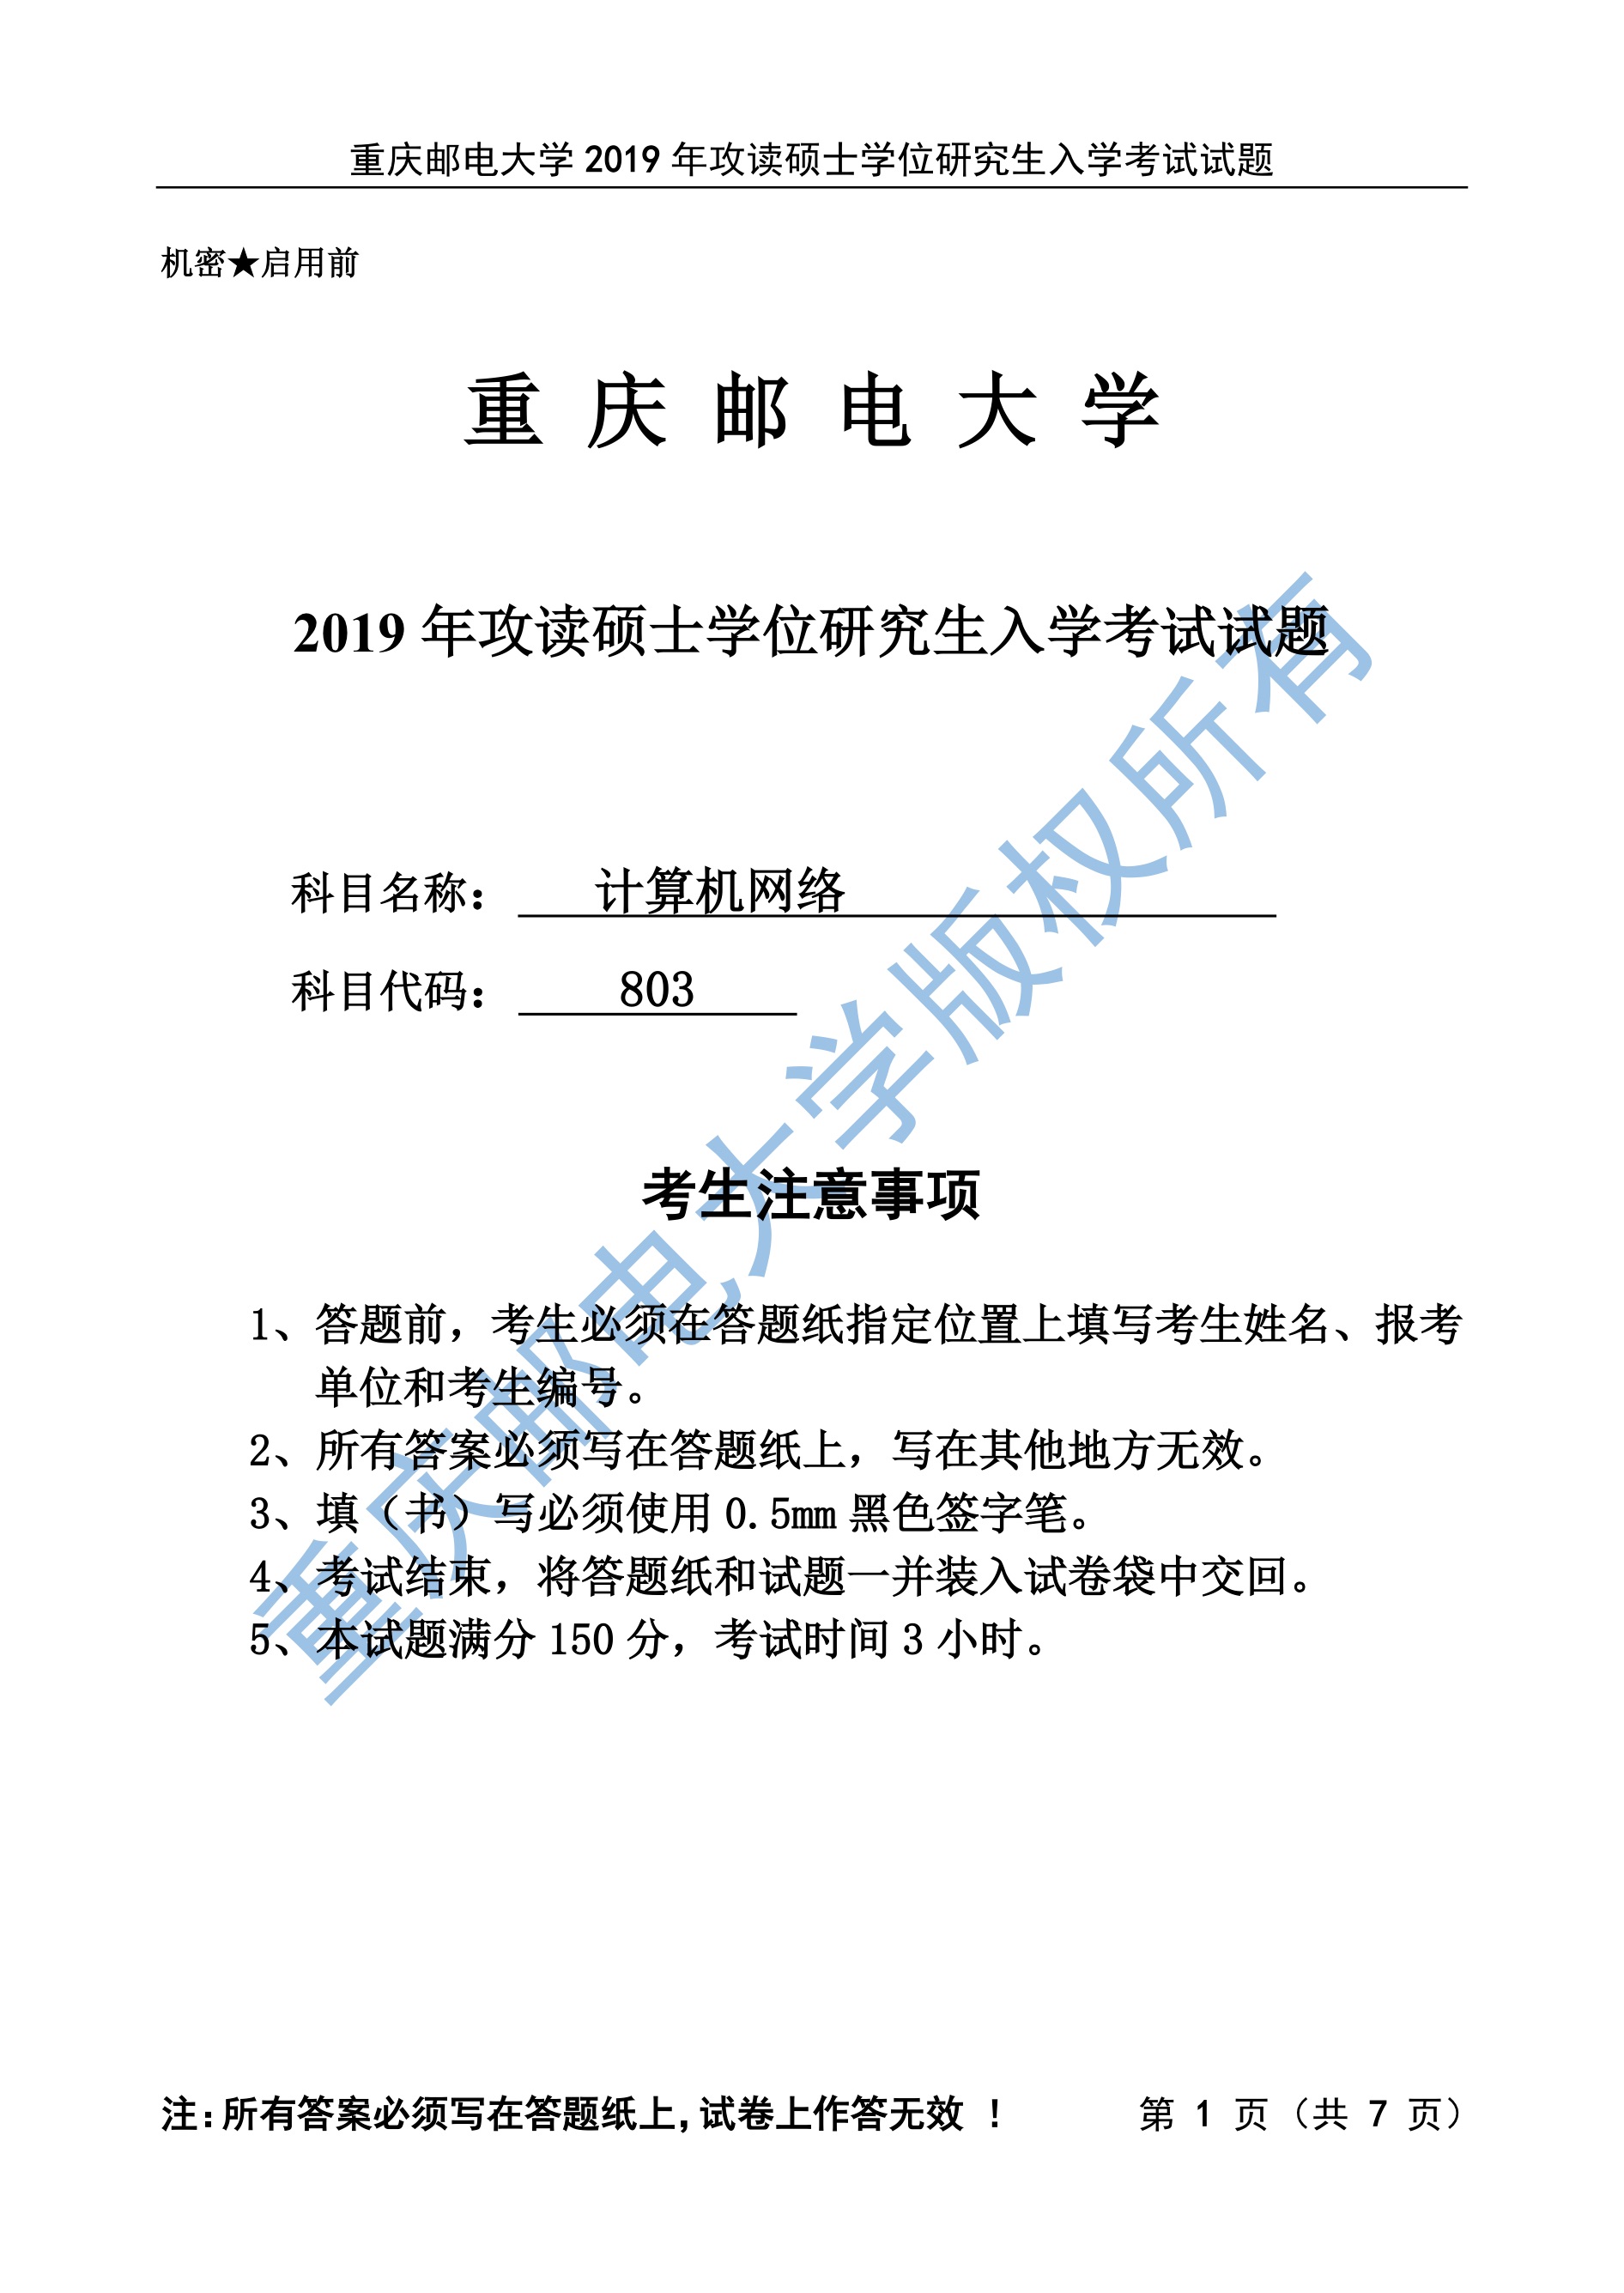 重庆邮电大学 2019 年攻读硕士学位研究生入学考试试题
机密★启用前
重 庆 邮 电 大 学
2019 年攻读硕士学位研究生入学考试试题
科目名称： 计算机网络
科目代码： 803
考生注意事项
1、答题前，考生必须在答题纸指定位置上填写考生姓名、报考
单位和考生编号。
2、所有答案必须写在答题纸上，写在其他地方无效。
3、填（书）写必须使用 0.5mm 黑色签字笔。
4、考试结束，将答题纸和试题一并装入试卷袋中交回。
5、本试题满分 150 分，考试时间 3 小时。
重庆邮电大学版权所有
注：所有答案必须写在答题纸上，试卷上作答无效 ！ 第 1 页（共 7 页）